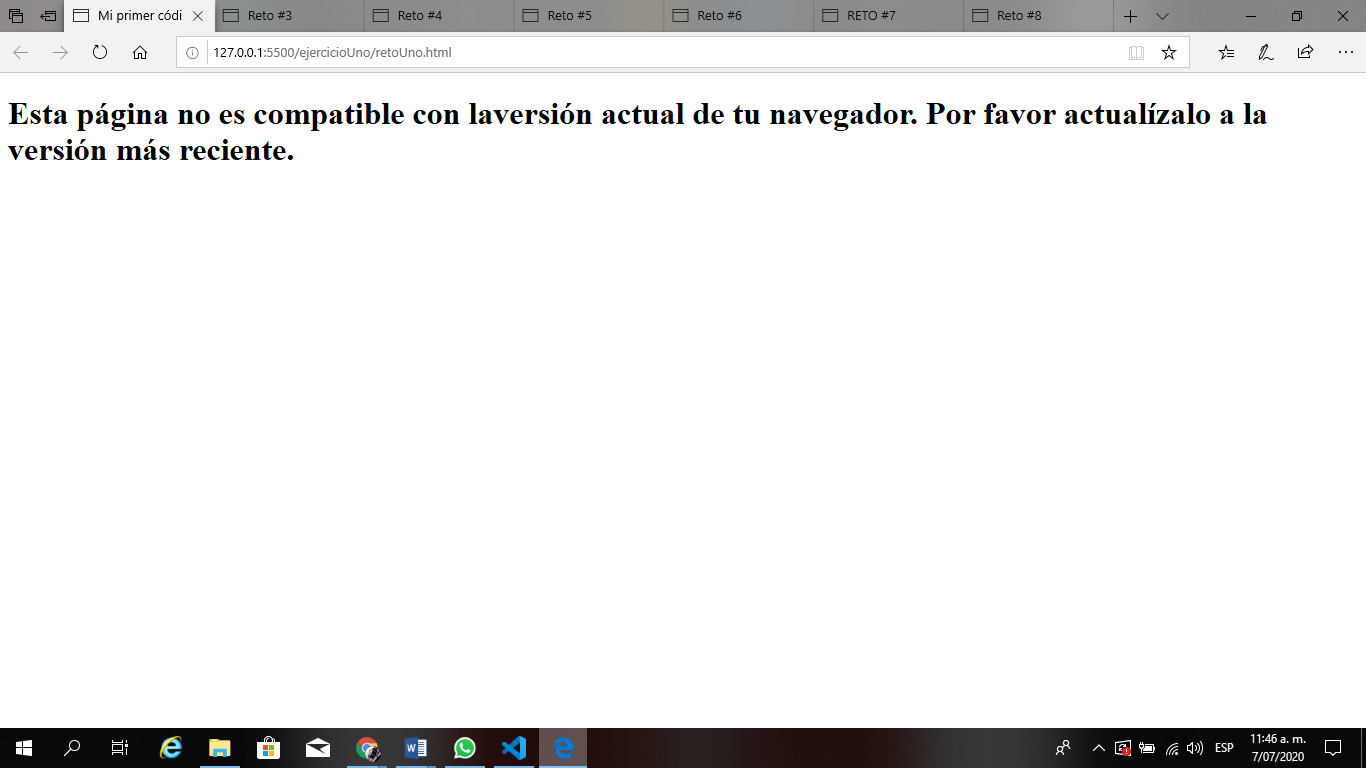 Mi primer códi
Reto #3
Reto #4
Reto #5
Reto #6
RETO #7
Reto #8
127.0.0.1:5500/ejercicioUno/retoUno.html
Esta página no es compatible con laversión actual de tu navegador. Por favor actualízalo a la
versión más reciente.
ESP
11:46 a. m.
7/07/2020